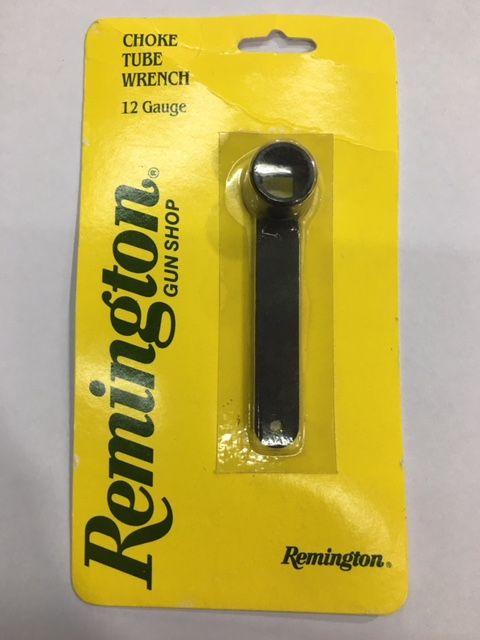 CHOKE
TUBE
WRENCH
12 Gauge
Remington®
GUN SHOP
Remington®